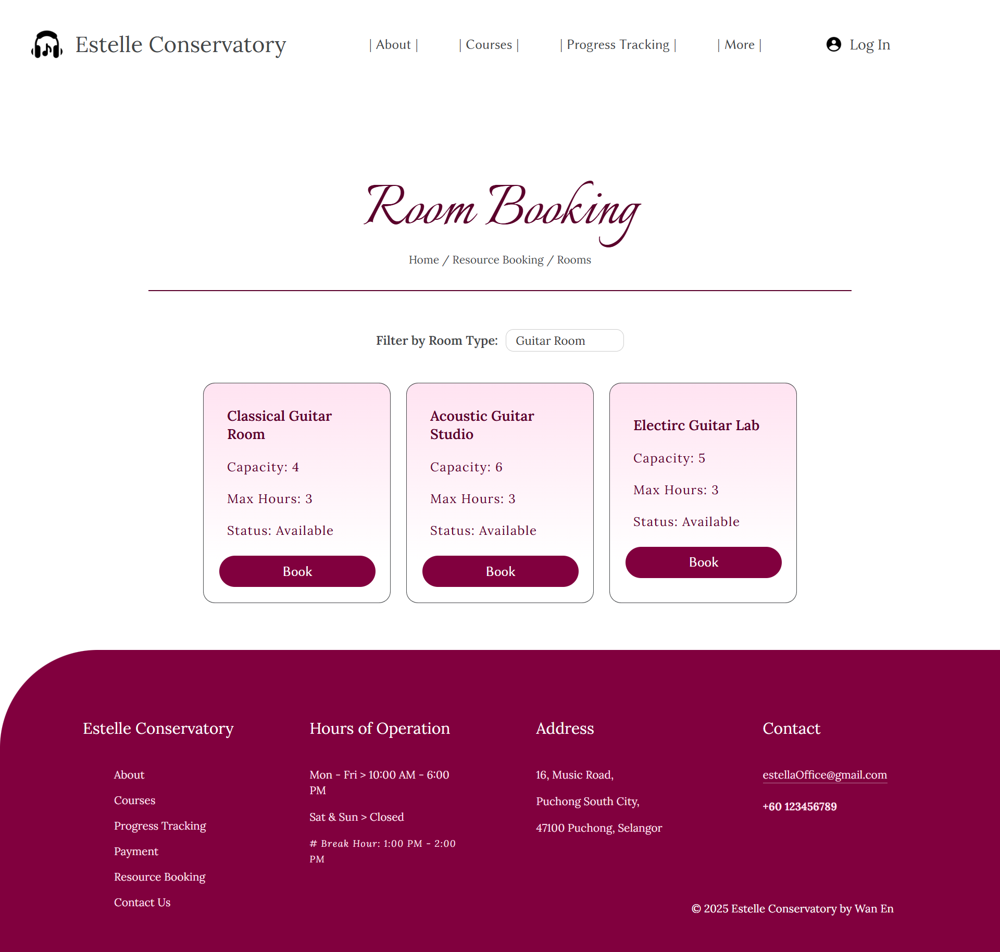 Estelle Conservatory
| About | | Courses | | Progress Tracking | | More | Log In
Room Booking
Home / Resource Booking / Rooms
Filter by Room Type: Guitar Room
Classical Guitar
Room
Capacity: 4
Max Hours: 3
Status: Available
Book
Acoustic Guitar
Studio
Capacity: 6
Max Hours: 3
Status: Available
Book
Electirc Guitar Lab
Capacity: 5
Max Hours: 3
Status: Available
Book
Estelle Conservatory
About
Courses
Progress Tracking
Payment
Resource Booking
Contact Us
Hours of Operation
Mon - Fri > 10:00 AM - 6:00
PM
Sat & Sun > Closed
# Break Hour: 1:00 PM - 2:00
PM
Address
16, Music Road,
Puchong South City,
47100 Puchong, Selangor
Contact
estellaOffice@gmail.com
+60 123456789
© 2025 Estelle Conservatory by Wan En